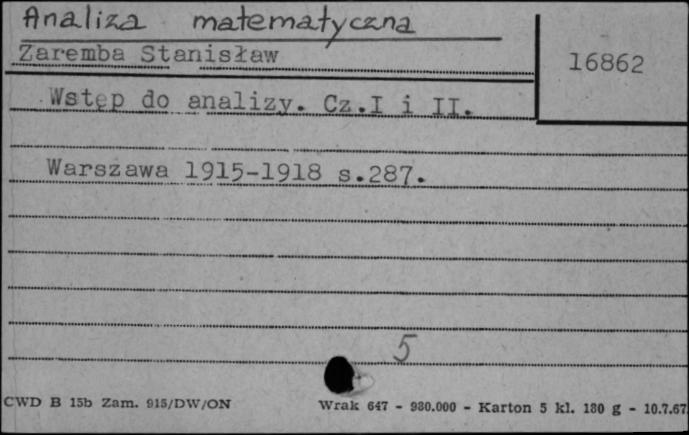 Analiza matematyczna
Zaremba Stanisław
16862
Wstęp do analizy. Cz.I i II.
Warszawa 1915-1918 s.287.
5
CWD B 15b Zam. 915/DW/ON
Wrak 647 - 930.000 - Karton 5 kl. 180 g - 10.7.67